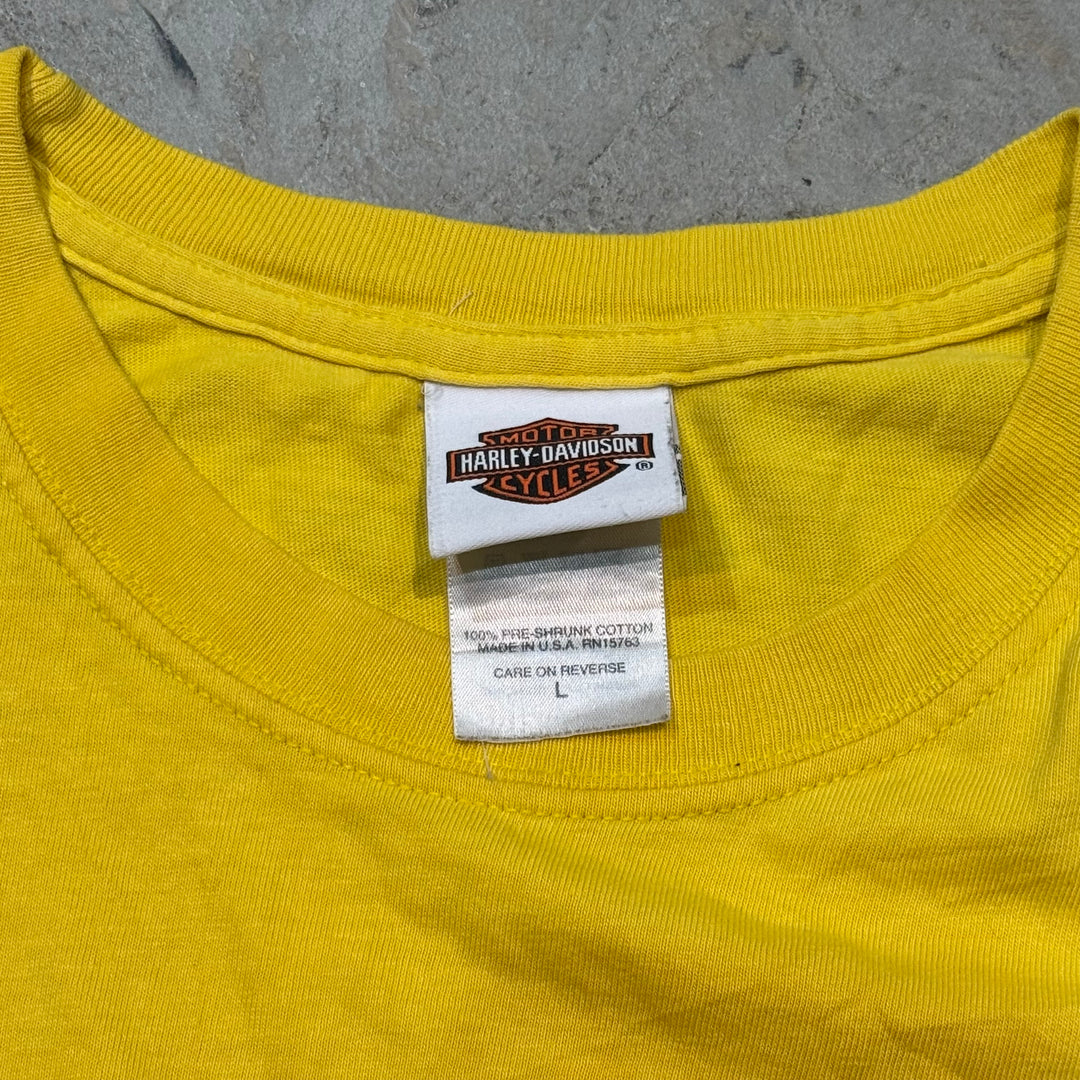 MOTOR
HARLEY-DAVIDSON
CYCLES ®
100% PRE-SHRUNK COTTON
MADE IN U.S.A. RN15763
CARE ON REVERSE
L